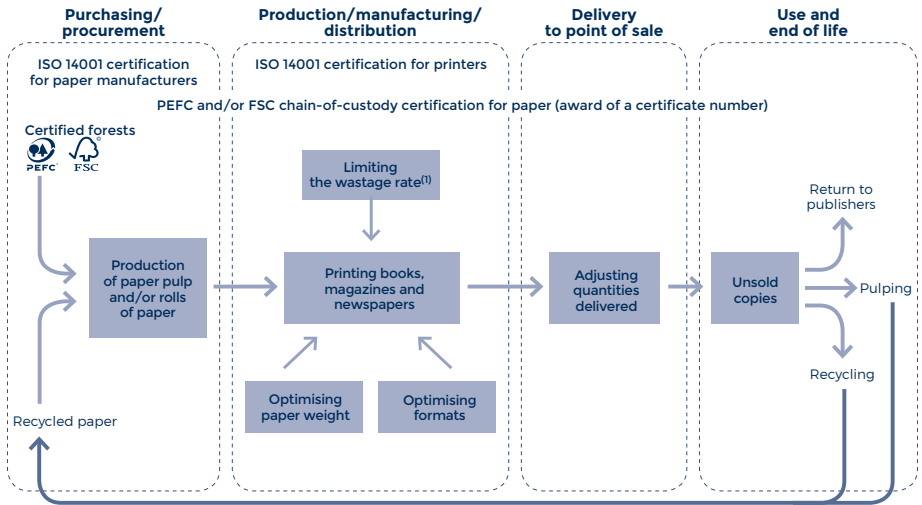 Purchasing/
procurement
Production/manufacturing/
distribution
Delivery
to point of sale
Use and
end of life
ISO 14001 certification
for paper manufacturers
ISO 14001 certification for printers
PEFC and/or FSC chain-of-custody certification for paper (award of a certificate number)
Certified forests
PEFC
FSC
Limiting
the wastage rate(1)
Production
of paper pulp
and/or rolls
of paper
Printing books,
magazines and
newspapers
Adjusting
quantities
delivered
Unsold
copies
Return to
publishers
Pulping
Recycling
Optimising
paper weight
Optimising
formats
Recycled paper